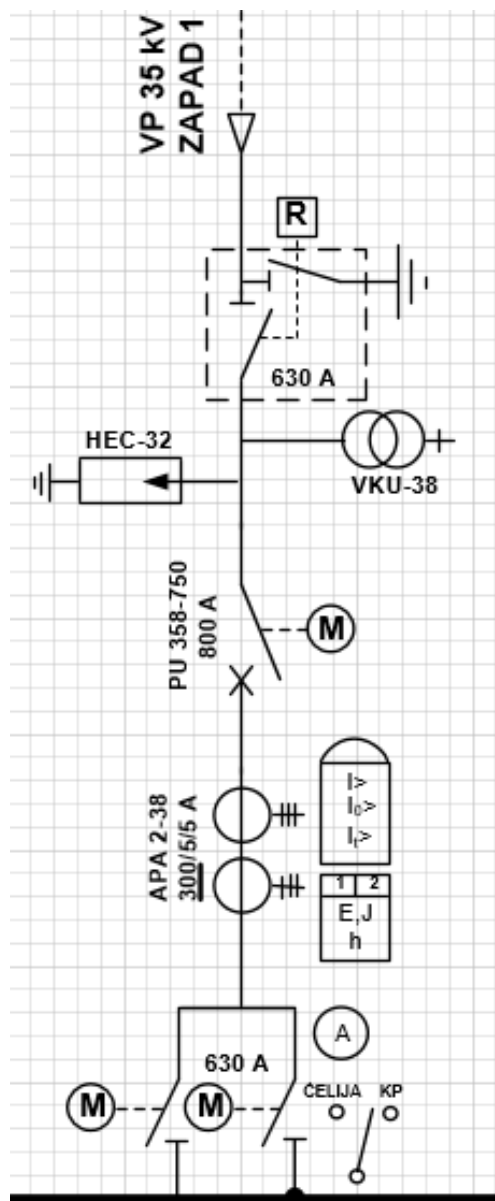 VP 35 kV
ZAPAD 1
R
630 A
HEC-32
VKU-38
PU 358-750
800 A
M
APA 2-38
300/5/5 A
I>
I₀>
Iₜ>
1 2
E,J
h
A
630 A
M
M
ĆELIJA KP